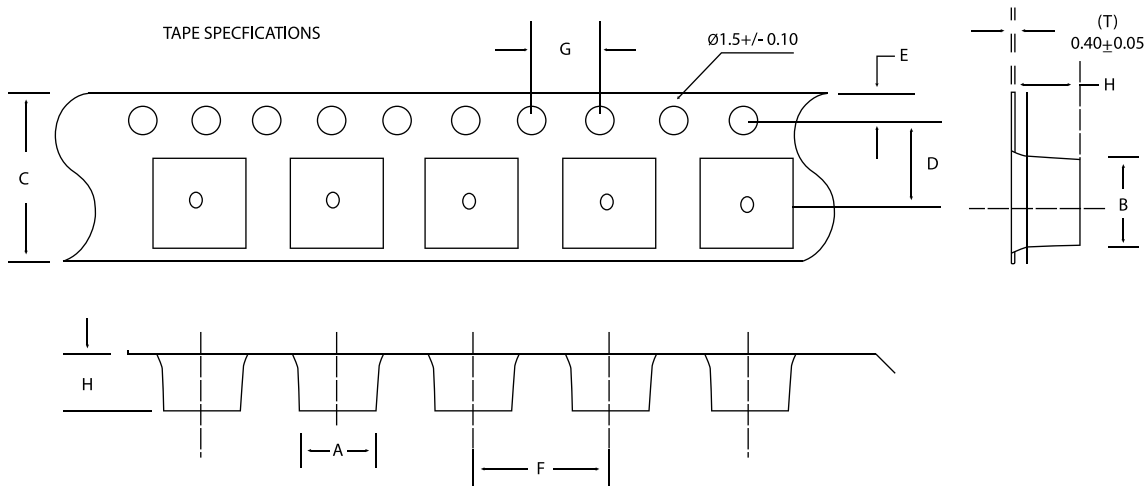 TAPE SPECFICATIONS
G
Ø1.5+/- 0.10
E
(T)
0.40±0.05
H
C
D
B
H
A
F